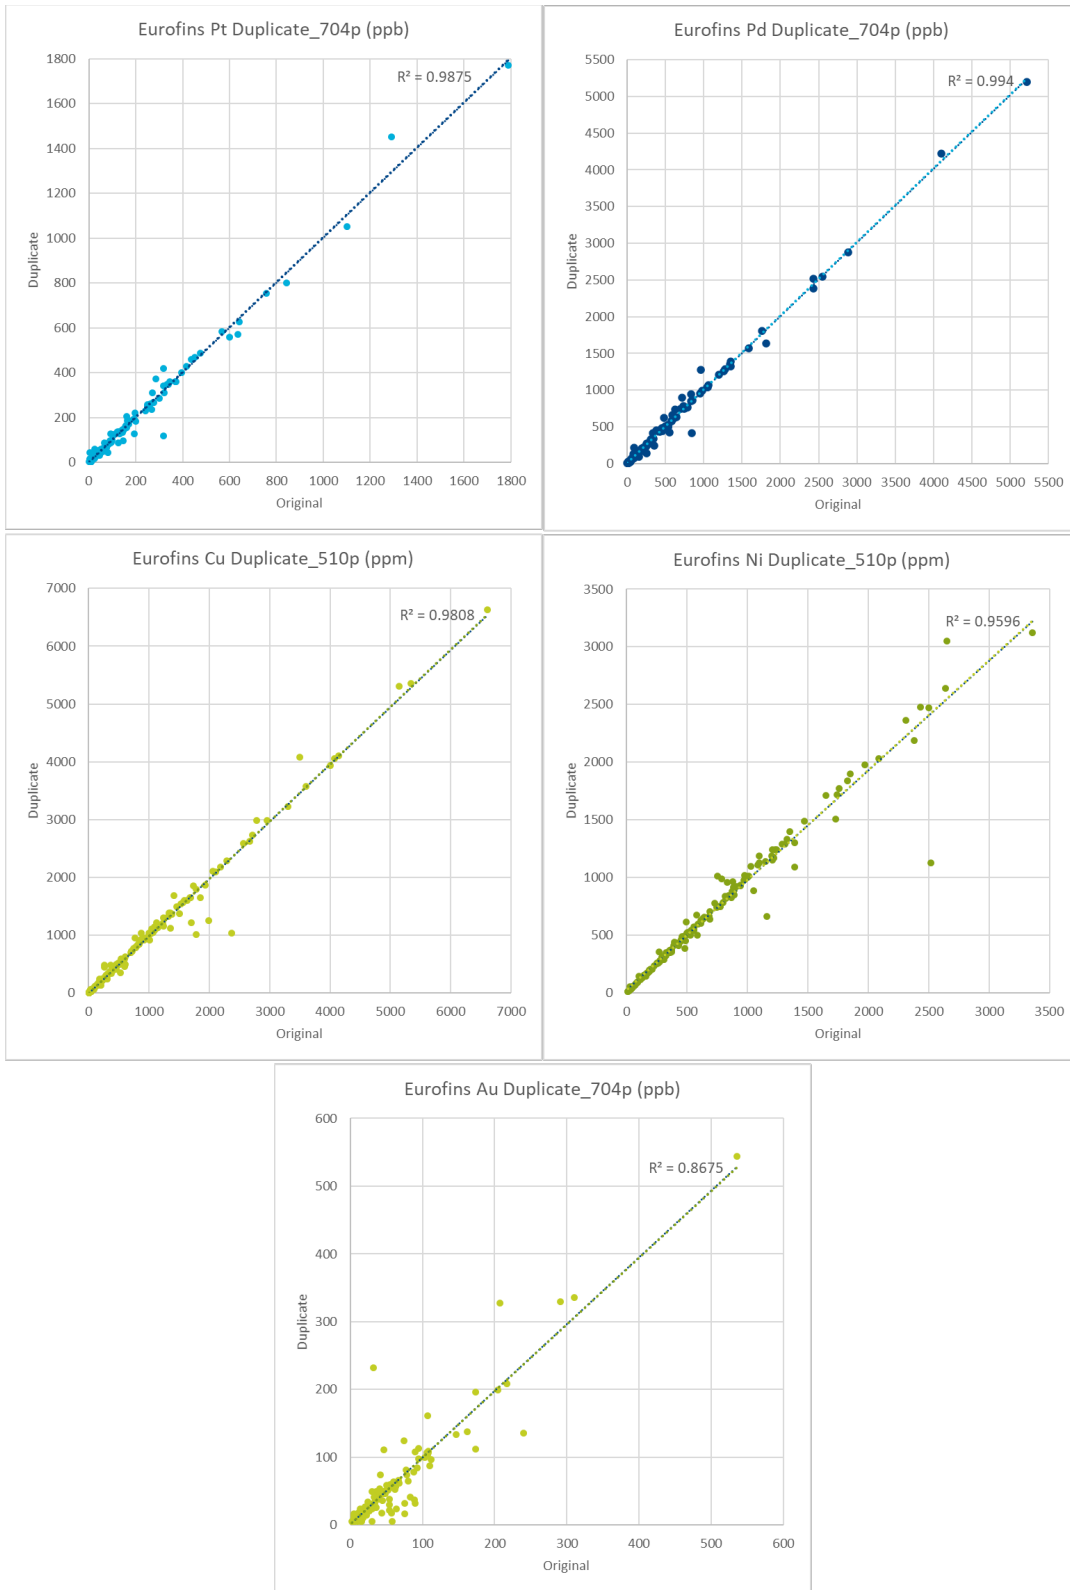 Eurofins Pt Duplicate_704p (ppb)
R² = 0.9875
Duplicate
1800
1600
1400
1200
1000
800
600
400
200
0
0 200 400 600 800 1000 1200 1400 1600 1800
Original
Eurofins Pd Duplicate_704p (ppb)
R² = 0.994
Duplicate
5500
5000
4500
4000
3500
3000
2500
2000
1500
1000
500
0
0 500 1000 1500 2000 2500 3000 3500 4000 4500 5000 5500
Original
Eurofins Cu Duplicate_510p (ppm)
R² = 0.9808
Duplicate
7000
6000
5000
4000
3000
2000
1000
0
0 1000 2000 3000 4000 5000 6000 7000
Original
Eurofins Ni Duplicate_510p (ppm)
R² = 0.9596
Duplicate
3500
3000
2500
2000
1500
1000
500
0
0 500 1000 1500 2000 2500 3000 3500
Original
Eurofins Au Duplicate_704p (ppb)
R² = 0.8675
Duplicate
600
500
400
300
200
100
0
0 100 200 300 400 500 600
Original